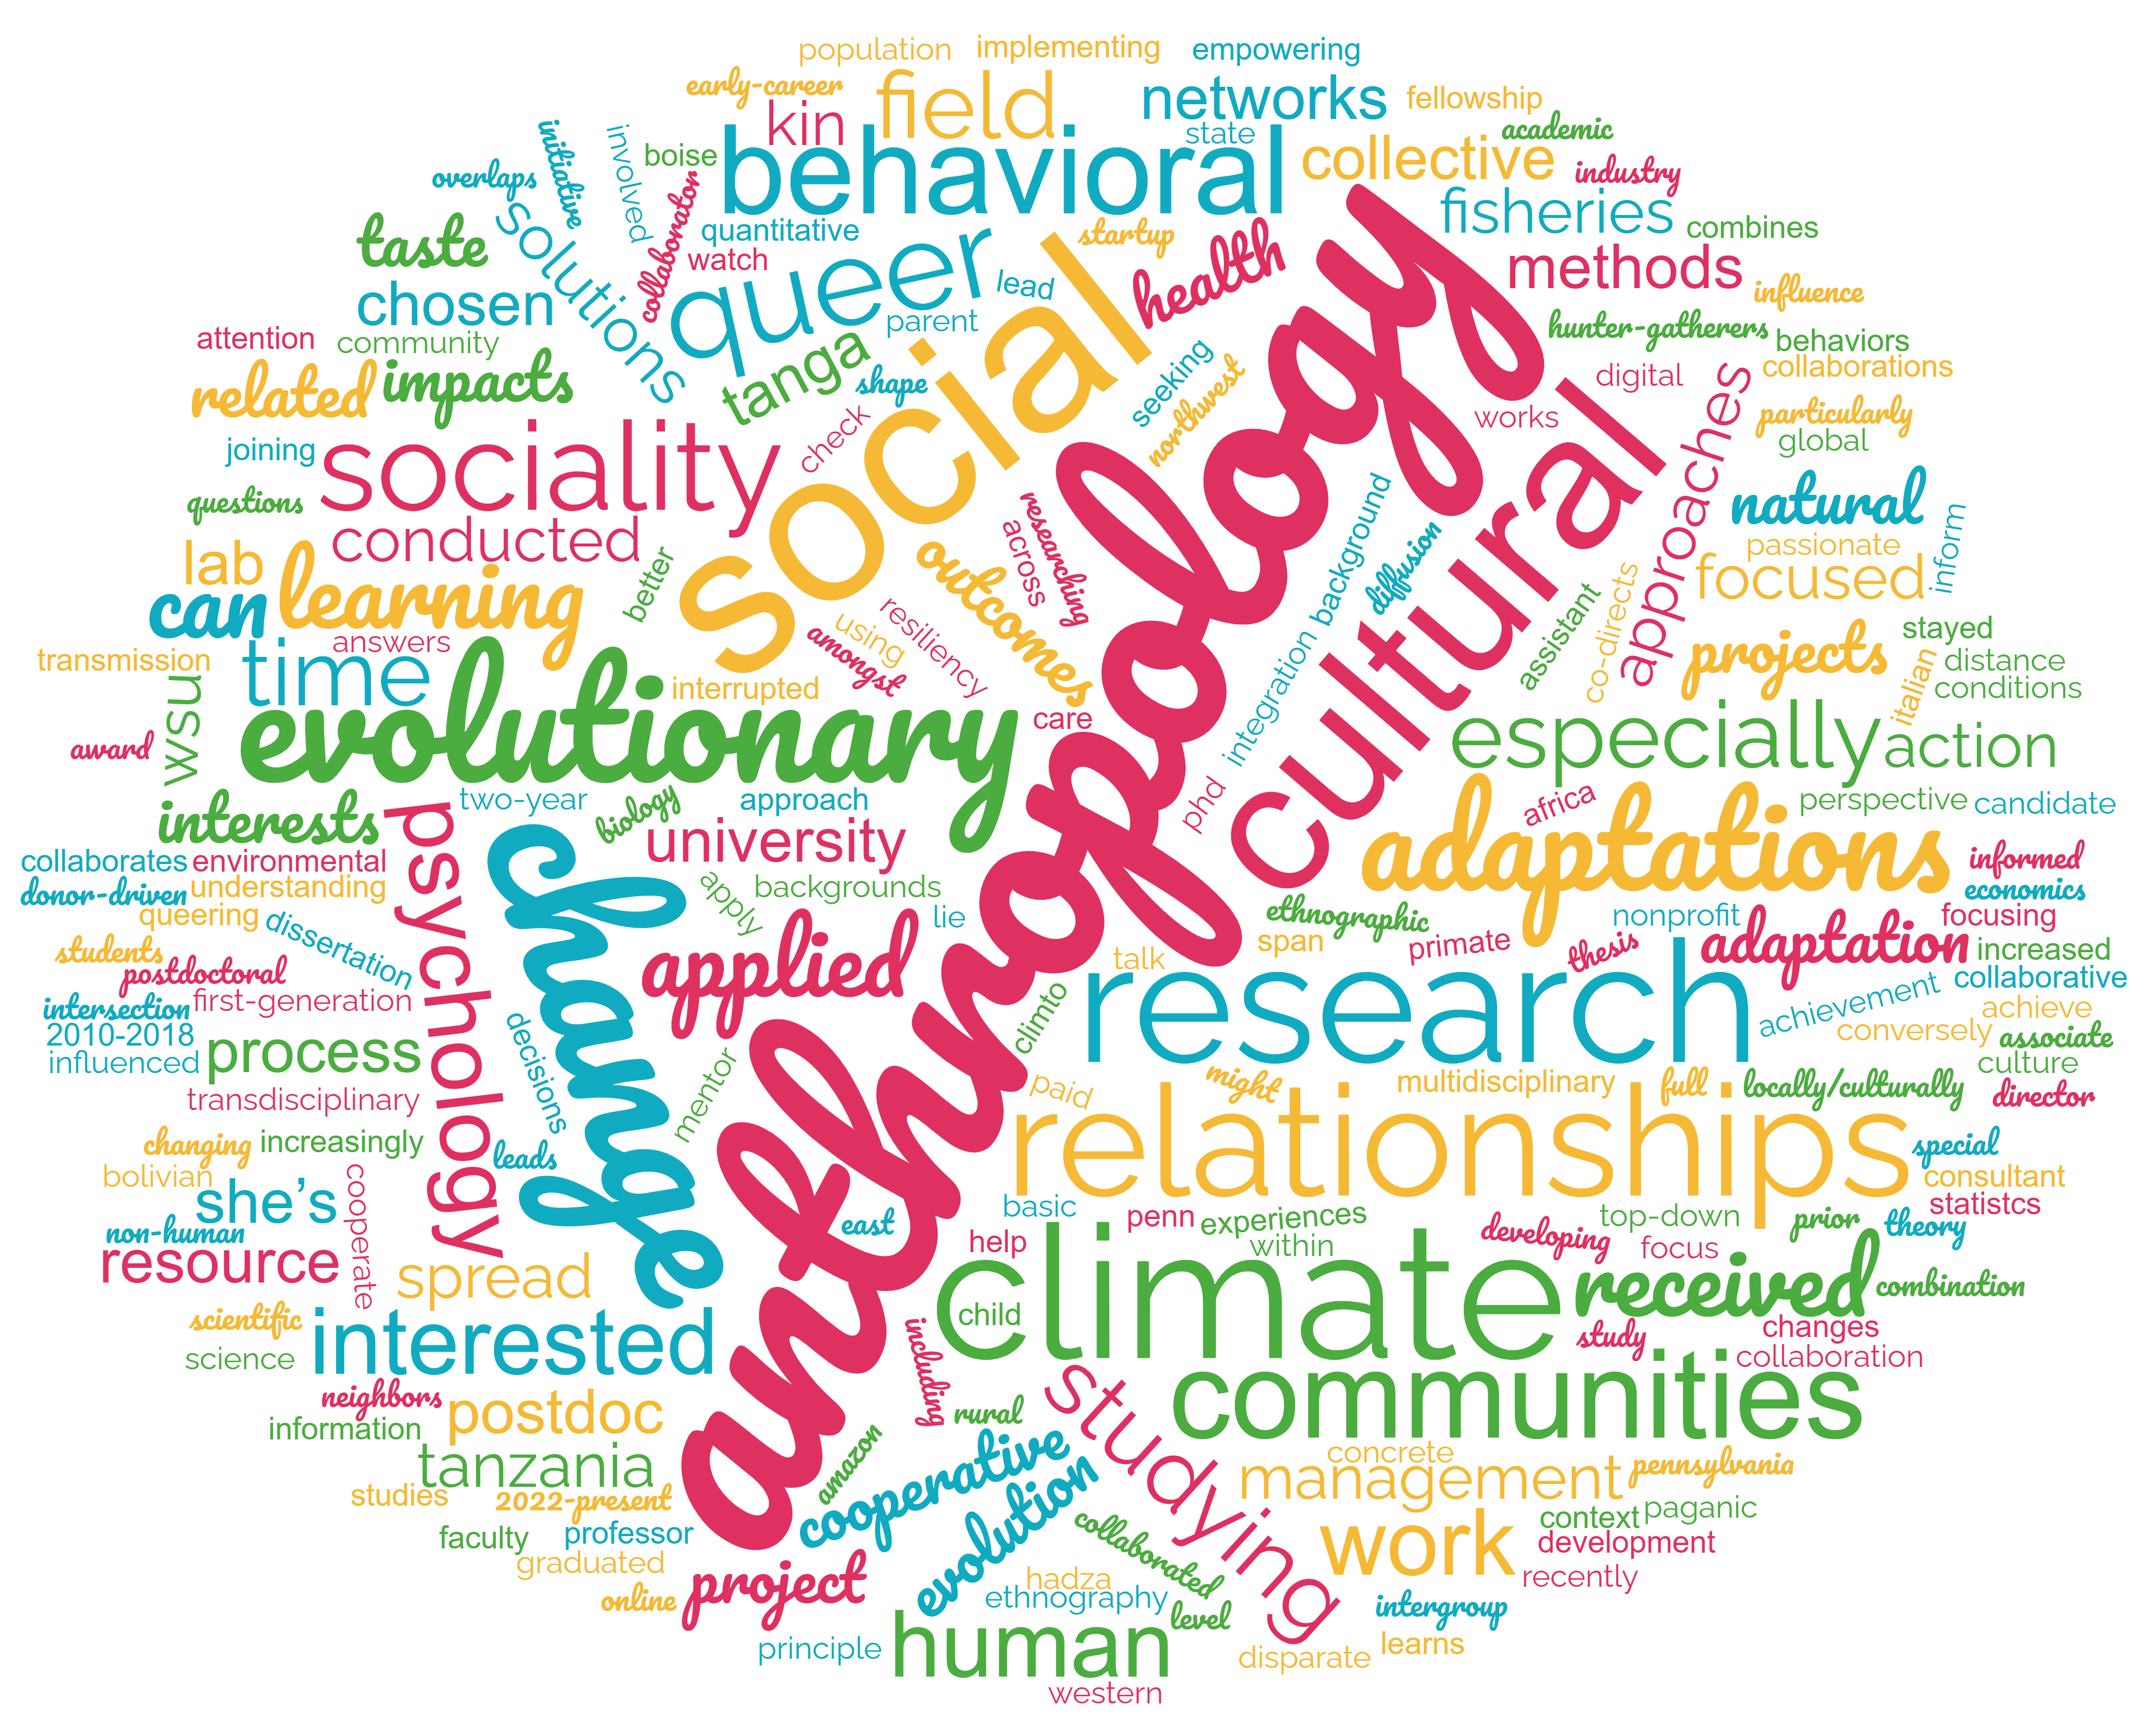 population
implementing
empowering
early-career
field
networks
fellowship
kin
state
academic
initiative
involved
boise
behavioral
collective
industry
overlaps
collaborator
solutions
quantitative
startup
health
fisheries
combines
taste
watch
queer
lead
methods
chosen
parent
influence
attention
community
tanga
shape
social
anthropology
seeking
northwest
hunter-gatherers
behaviors
related
impacts
check
works
digital
approaches
collaborations
particularly
global
joining
sociality
cultural
questions
conducted
researching
across
background
integration
diffusion
natural
inform
passionate
lab
learning
better
outcomes
focused
can
answers
using
resiliency
amongst
assistant
co-directs
projects
stayed
transmission
time
interrupted
italian
distance
conditions
wsu
evolutionary
care
especially
action
award
two-year
biology
approach
phd
africa
perspective
candidate
interests
psychology
change
university
adaptations
informed
collaborates
environmental
economics
donor-driven
understanding
apply
backgrounds
queering
dissertation
lie
ethnographic
nonprofit
focusing
students
applied
span
primate
thesis
adaptation
increased
postdoctoral
talk
research
collaborative
intersection
first-generation
achievement
achieve
2010-2018
decisions
climto
conversely
associate
influenced
process
mentor
culture
transdisciplinary
paid
might
multidisciplinary
full
locally/culturally
director
changing
increasingly
leads
relationships
special
bolivian
cooperate
consultant
she's
basic
penn
experiences
top-down
prior
statistcs
theory
non-human
east
help
within
developing
focus
resource
spread
climate
received
combination
scientific
interested
child
study
changes
science
including
collaboration
neighbors
postdoc
rural
studying
communities
information
amazon
cooperative
concrete
tanzania
management
pennsylvania
studies
2022-present
evolution
context
paganic
faculty
professor
collaborated
work
development
graduated
project
hadza
recently
online
ethnography
level
intergroup
principle
human
disparate
learns
western